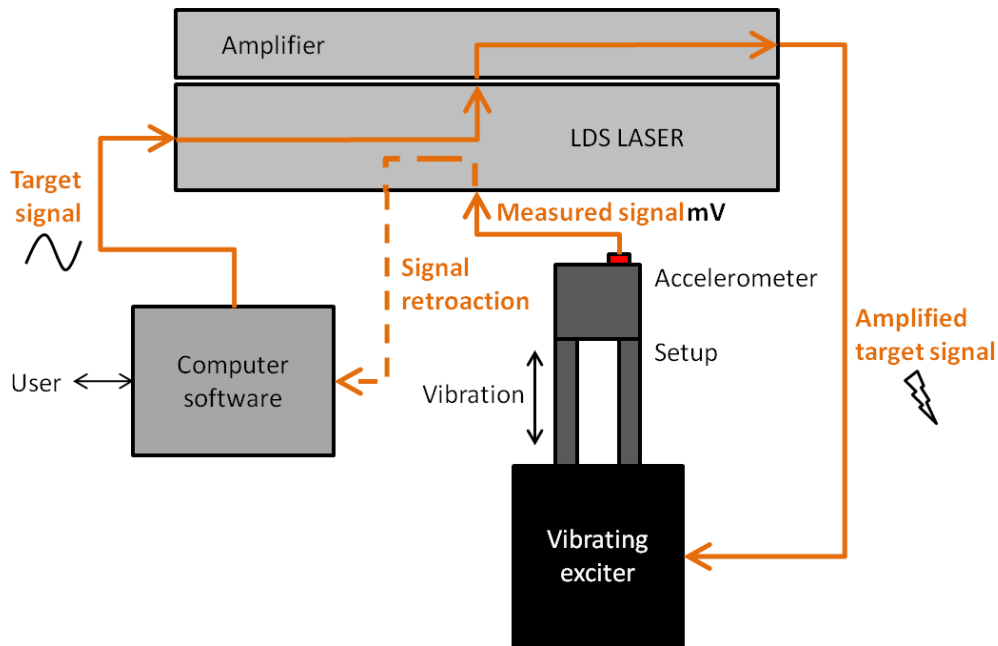 Amplifier
LDS LASER
Target
signal
Measured signal mV
Signal
retroaction
Accelerometer
Setup
Amplified
target signal
User
Computer
software
Vibration
Vibrating
exciter